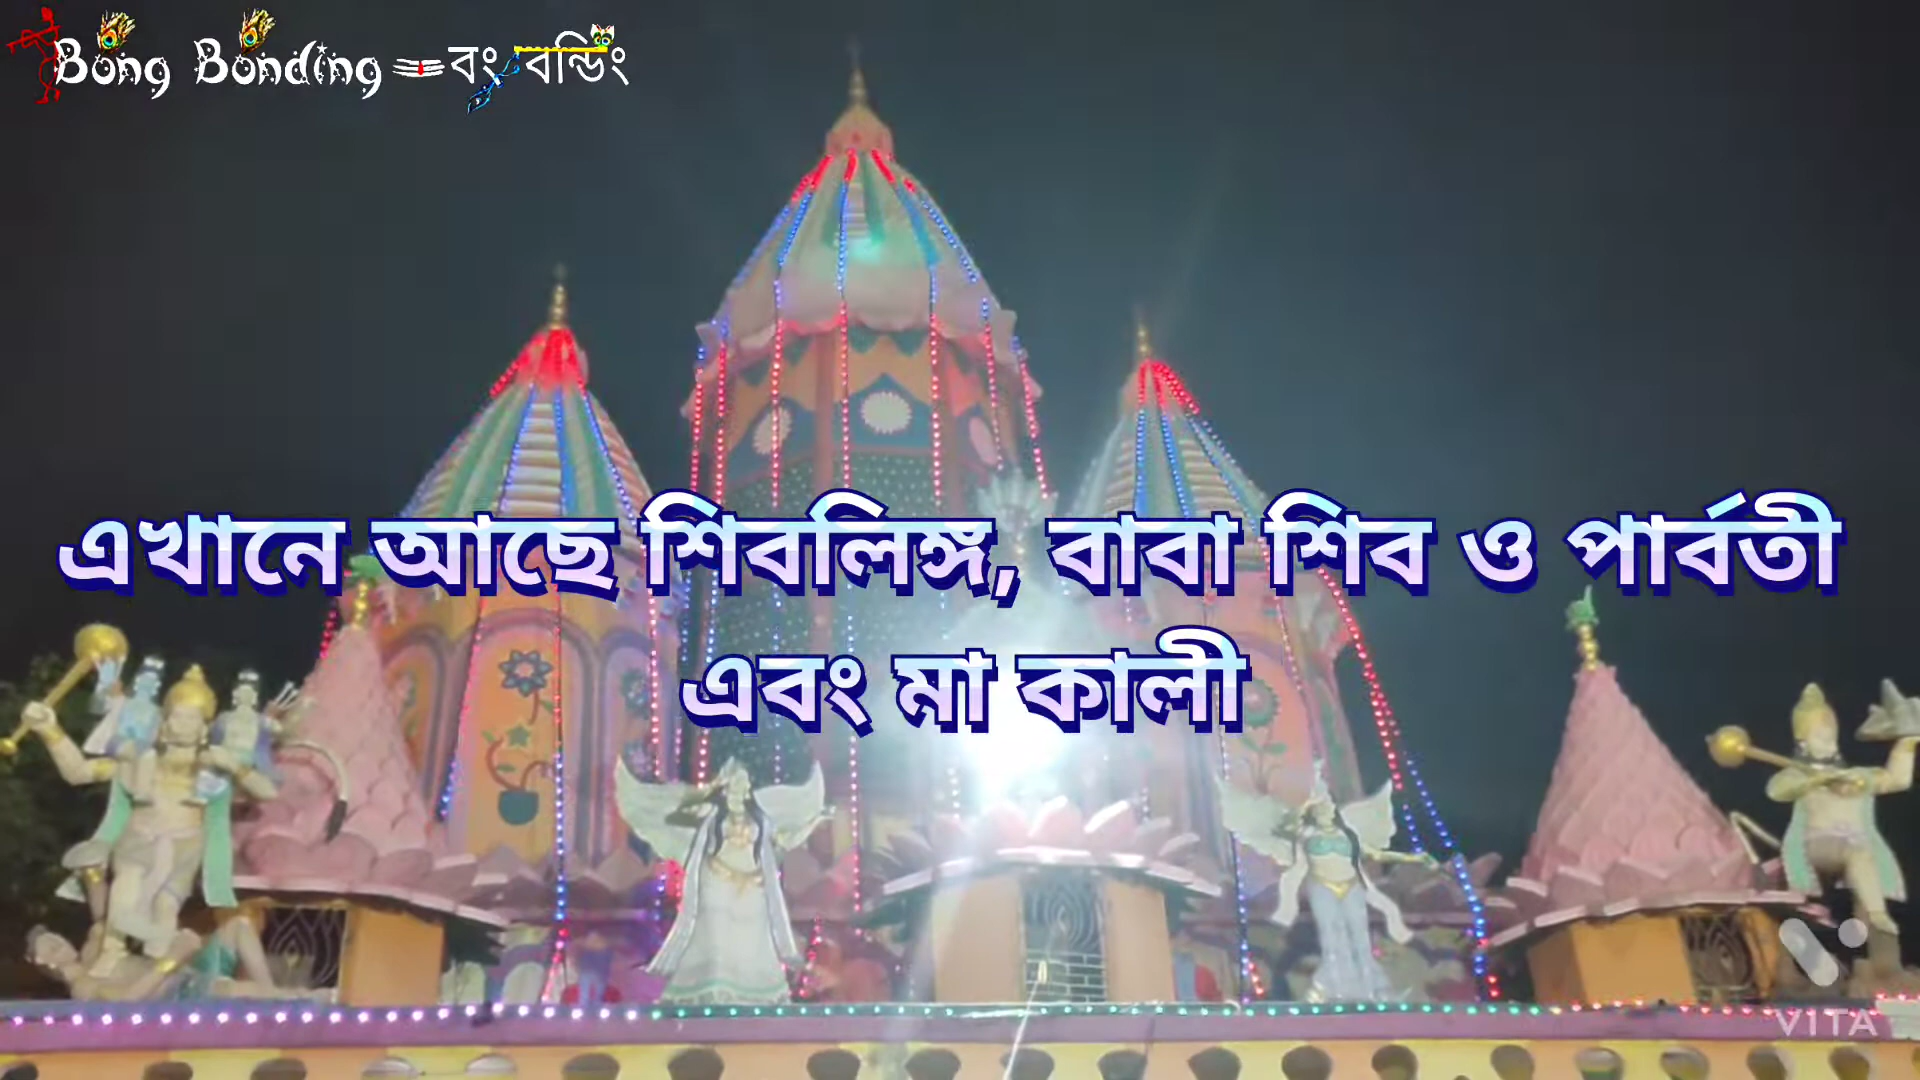 Bong Bonding = বং বন্ডিং
এখানে আছে শিবলিঙ্গ, বাবা শিব ও পার্বতী
এবং মা কালী
VITA